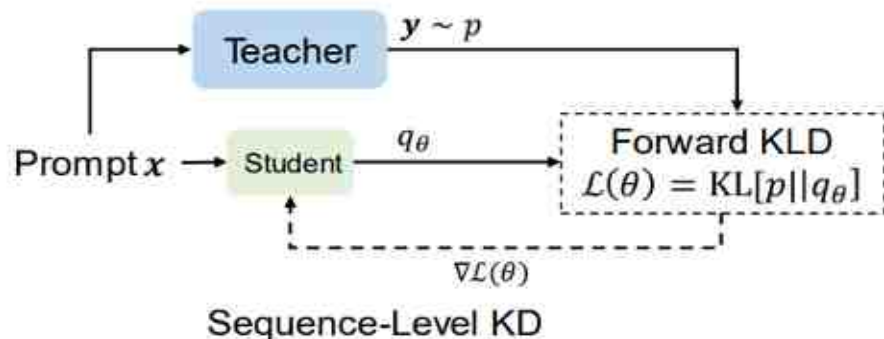 Teacher
y ~ p
Prompt x
Student
qθ
Forward KLD
ℒ(θ) = KL[p||qθ]
∇ℒ(θ)
Sequence-Level KD